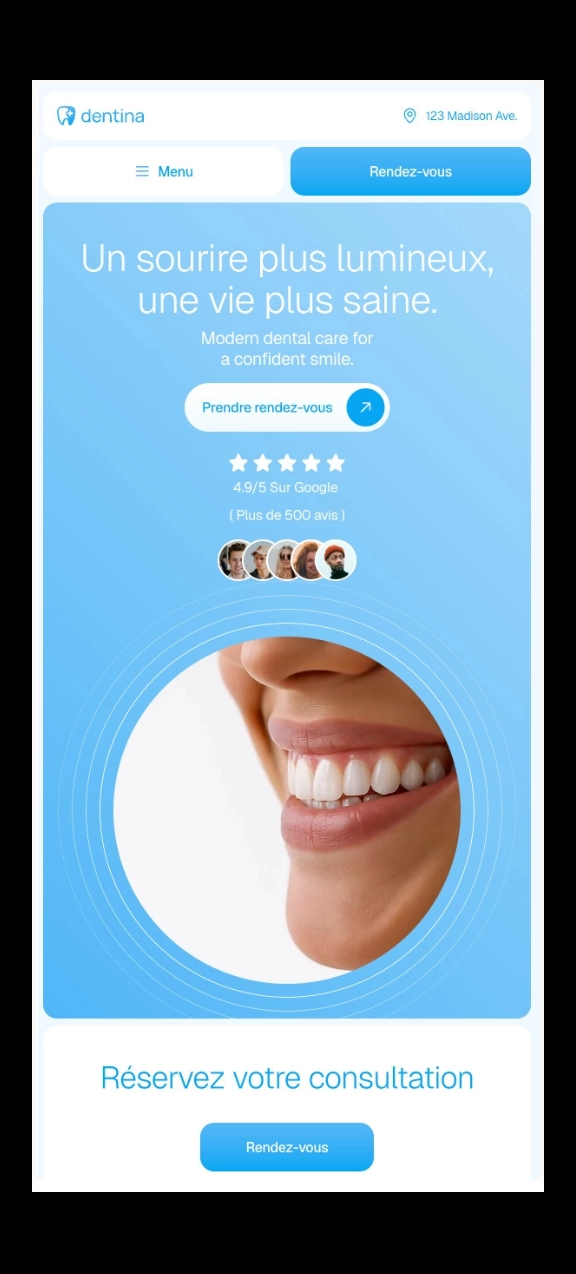 dentina
123 Madison Ave.
Menu
Rendez-vous
Un sourire plus lumineux,
une vie plus saine.
Modern dental care for
a confident smile.
Prendre rendez-vous
4.9/5 Sur Google
( Plus de 500 avis )
Réservez votre consultation
Rendez-vous